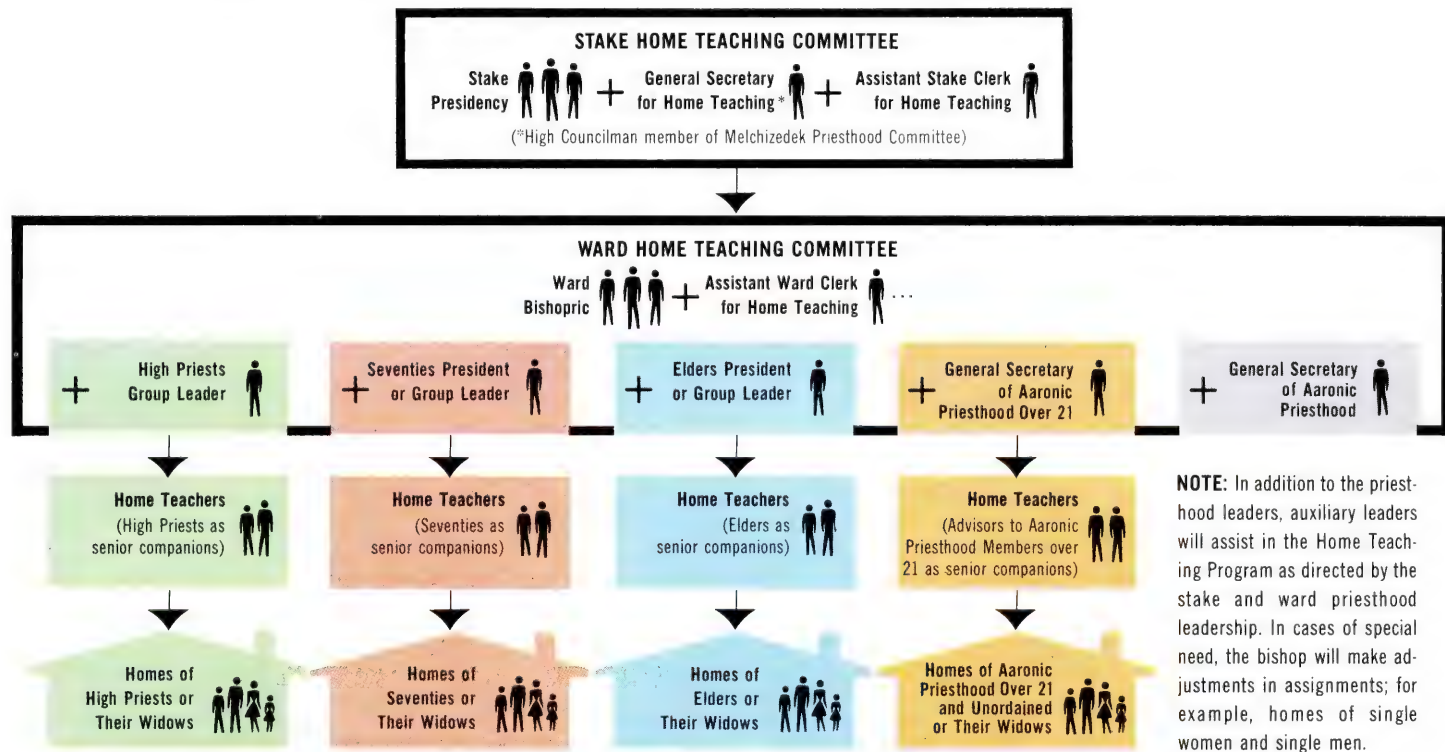 STAKE HOME TEACHING COMMITTEE
Stake
Presidency
+
General Secretary
for Home Teaching*
+
Assistant Stake Clerk
for Home Teaching
(*High Councilman member of Melchizedek Priesthood Committee)
WARD HOME TEACHING COMMITTEE
Ward
Bishopric
+
Assistant Ward Clerk
for Home Teaching
...
+
High Priests
Group Leader
+
Seventies President
or Group Leader
+
Elders President
or Group Leader
+
General Secretary
of Aaronic
Priesthood Over 21
+
General Secretary
of Aaronic
Priesthood
Home Teachers
(High Priests as
senior companions)
Home Teachers
(Seventies as
senior companions)
Home Teachers
(Elders as
senior companions)
Home Teachers
(Advisors to Aaronic
Priesthood Members over
21 as senior companions)
Homes of
High Priests or
Their Widows
Homes of
Seventies or
Their Widows
Homes of
Elders or
Their Widows
Homes of Aaronic
Priesthood Over 21
and Unordained
or Their Widows
NOTE: In addition to the priest-
hood leaders, auxiliary leaders
will assist in the Home Teach-
ing Program as directed by the
stake and ward priesthood
leadership. In cases of special
need, the bishop will make ad-
justments in assignments; for
example, homes of single
women and single men.